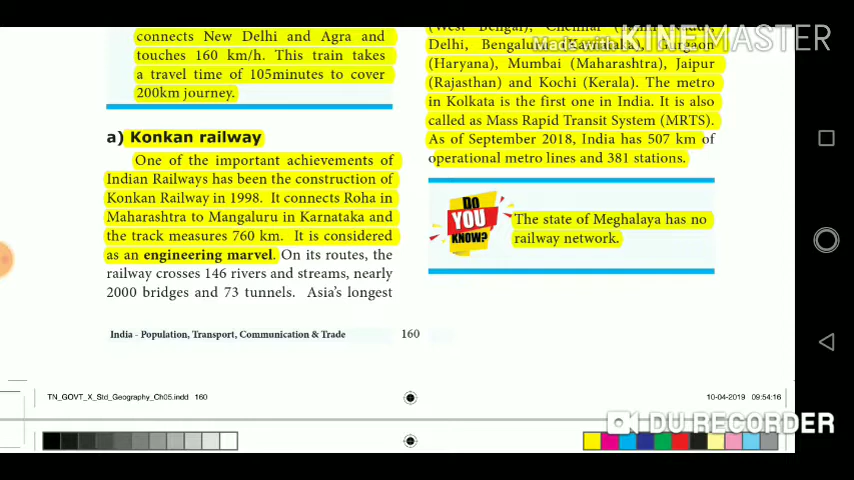 connects New Delhi and Agra and
touches 160 km/h. This train takes
a travel time of 105minutes to cover
200km journey.
a) Konkan railway
One of the important achievements of
Indian Railways has been the construction of
Konkan Railway in 1998. It connects Roha in
Maharashtra to Mangaluru in Karnataka and
the track measures 760 km. It is considered
as an engineering marvel. On its routes, the
railway crosses 146 rivers and streams, nearly
2000 bridges and 73 tunnels. Asia's longest
(West Bengal), Chennai
Delhi, Bengaluru (Karnataka), Gurgaon
(Haryana), Mumbai (Maharashtra), Jaipur
(Rajasthan) and Kochi (Kerala). The metro
in Kolkata is the first one in India. It is also
called as Mass Rapid Transit System (MRTS).
As of September 2018, India has 507 km of
operational metro lines and 381 stations.
DO
YOU
KNOW?
The state of Meghalaya has no
railway network.
India - Population, Transport, Communication & Trade 160
TN_GOVT_X_Std_Geography_Ch05.indd 160
10-04-2019 09:54:16
Made with KINEMASTER
DU RECORDER